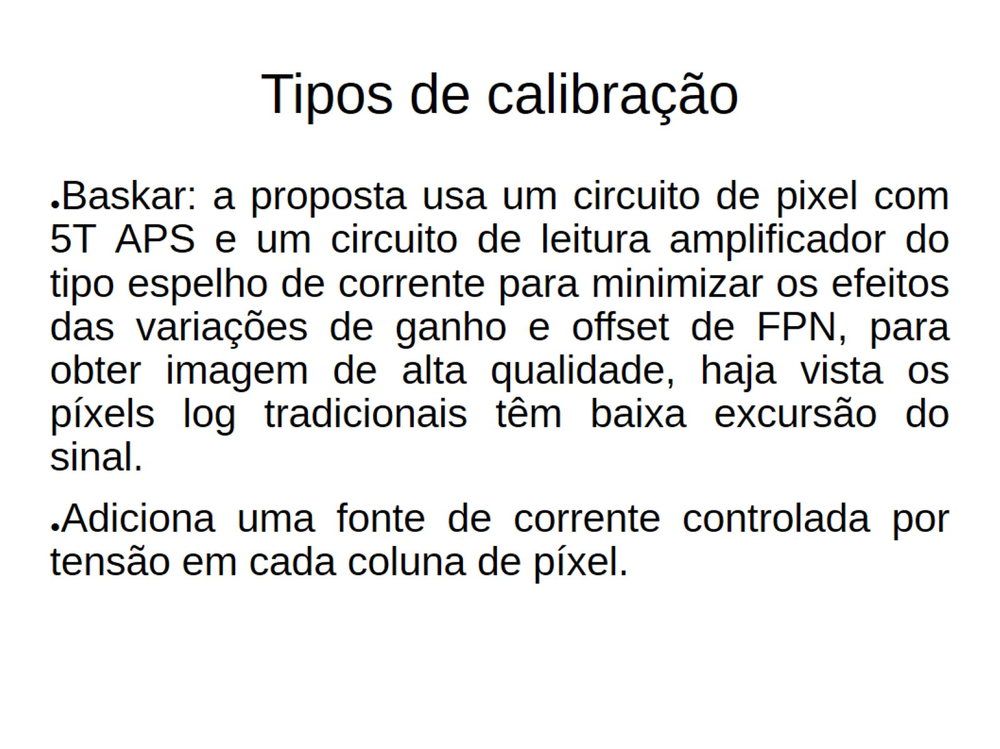 Tipos de calibração
●Baskar: a proposta usa um circuito de pixel com
5T APS e um circuito de leitura amplificador do
tipo espelho de corrente para minimizar os efeitos
das variações de ganho e offset de FPN, para
obter imagem de alta qualidade, haja vista os
píxels log tradicionais têm baixa excursão do
sinal.
●Adiciona uma fonte de corrente controlada por
tensão em cada coluna de píxel.